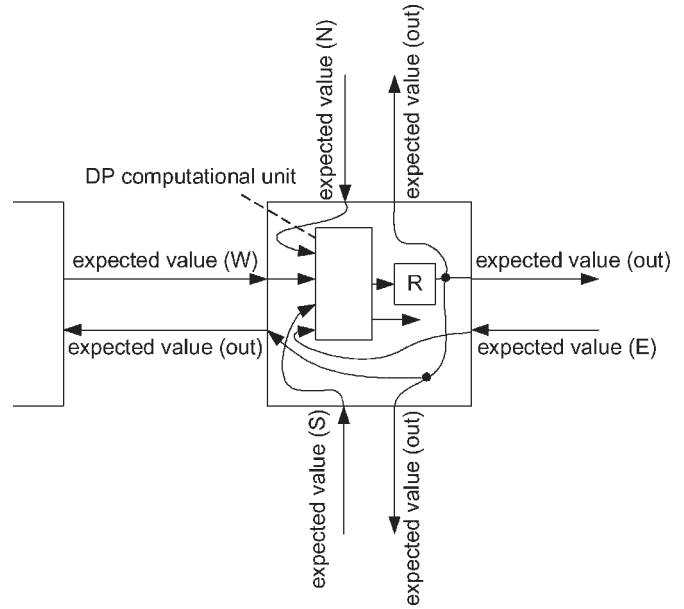 expected value (N)
expected value (out)
DP computational unit
expected value (W)
R
expected value (out)
expected value (out)
expected value (E)
expected value (S)
expected value (out)